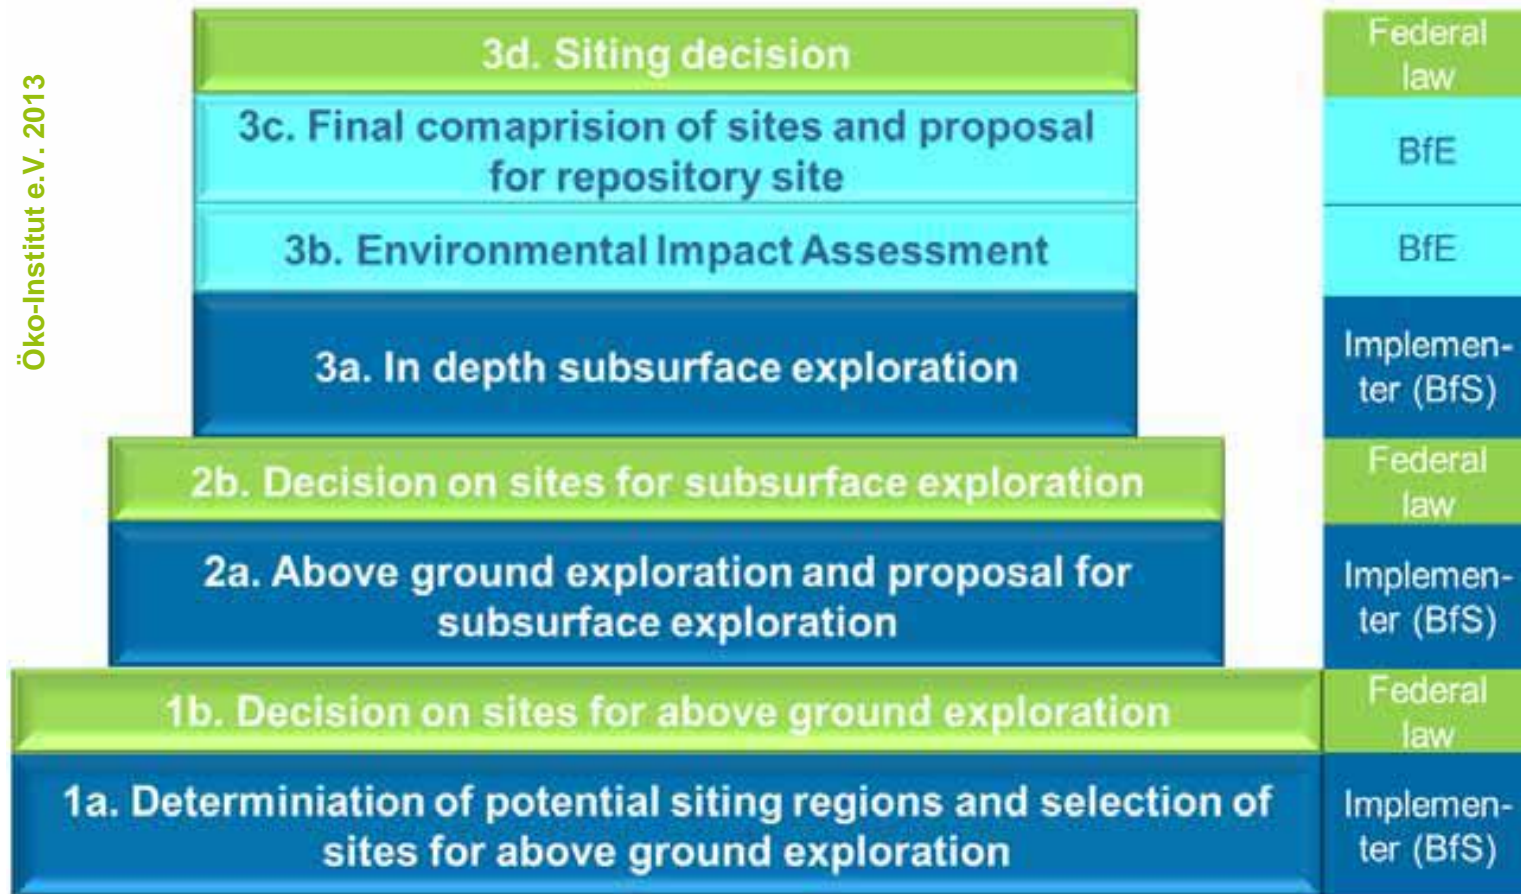 Öko-Institut e.V. 2013
3d. Siting decision
Federal
law
3c. Final comaprision of sites and proposal
for repository site
BfE
3b. Environmental Impact Assessment
BfE
3a. In depth subsurface exploration
Implemen-
ter (BfS)
2b. Decision on sites for subsurface exploration
Federal
law
2a. Above ground exploration and proposal for
subsurface exploration
Implemen-
ter (BfS)
1b. Decision on sites for above ground exploration
Federal
law
1a. Determiniation of potential siting regions and selection of
sites for above ground exploration
Implemen-
ter (BfS)